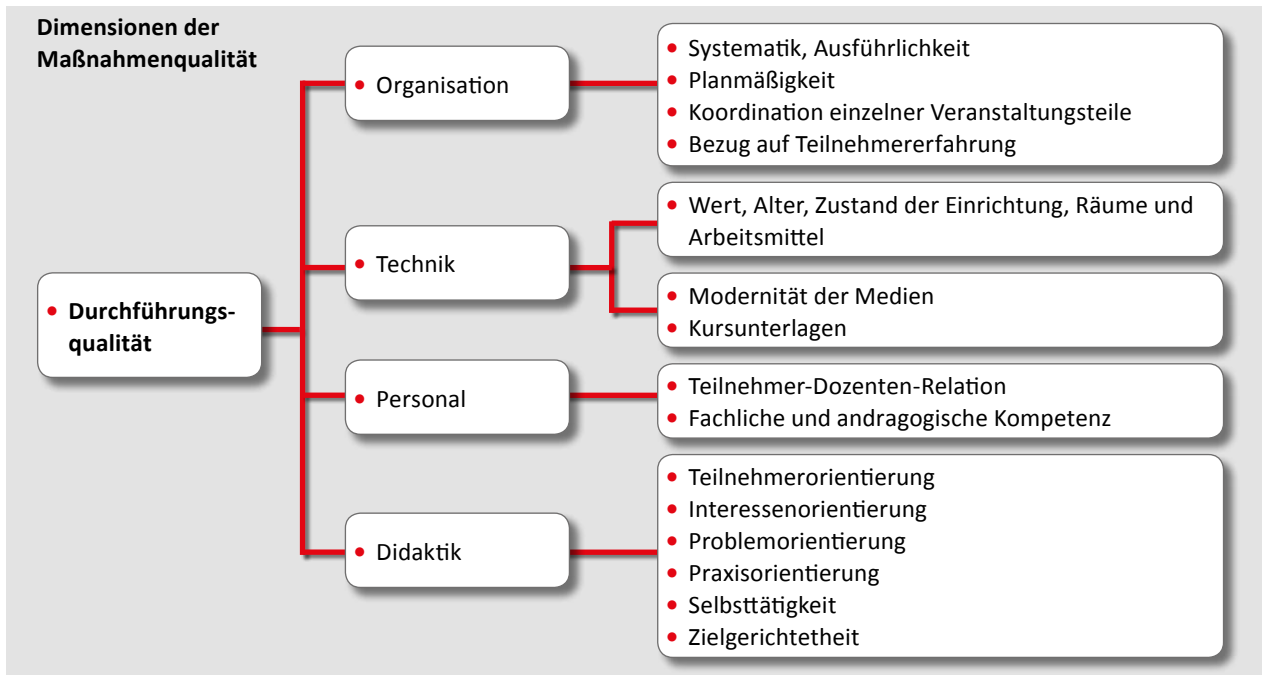 Dimensionen der
Maßnahmenqualität
• Durchführungs-
qualität
• Organisation
• Systematik, Ausführlichkeit
• Planmäßigkeit
• Koordination einzelner Veranstaltungsteile
• Bezug auf Teilnehmererfahrung
• Technik
• Wert, Alter, Zustand der Einrichtung, Räume und
Arbeitsmittel
• Modernität der Medien
• Kursunterlagen
• Personal
• Teilnehmer-Dozenten-Relation
• Fachliche und andragogische Kompetenz
• Didaktik
• Teilnehmerorientierung
• Interessenorientierung
• Problemorientierung
• Praxisorientierung
• Selbsttätigkeit
• Zielgerichtetheit